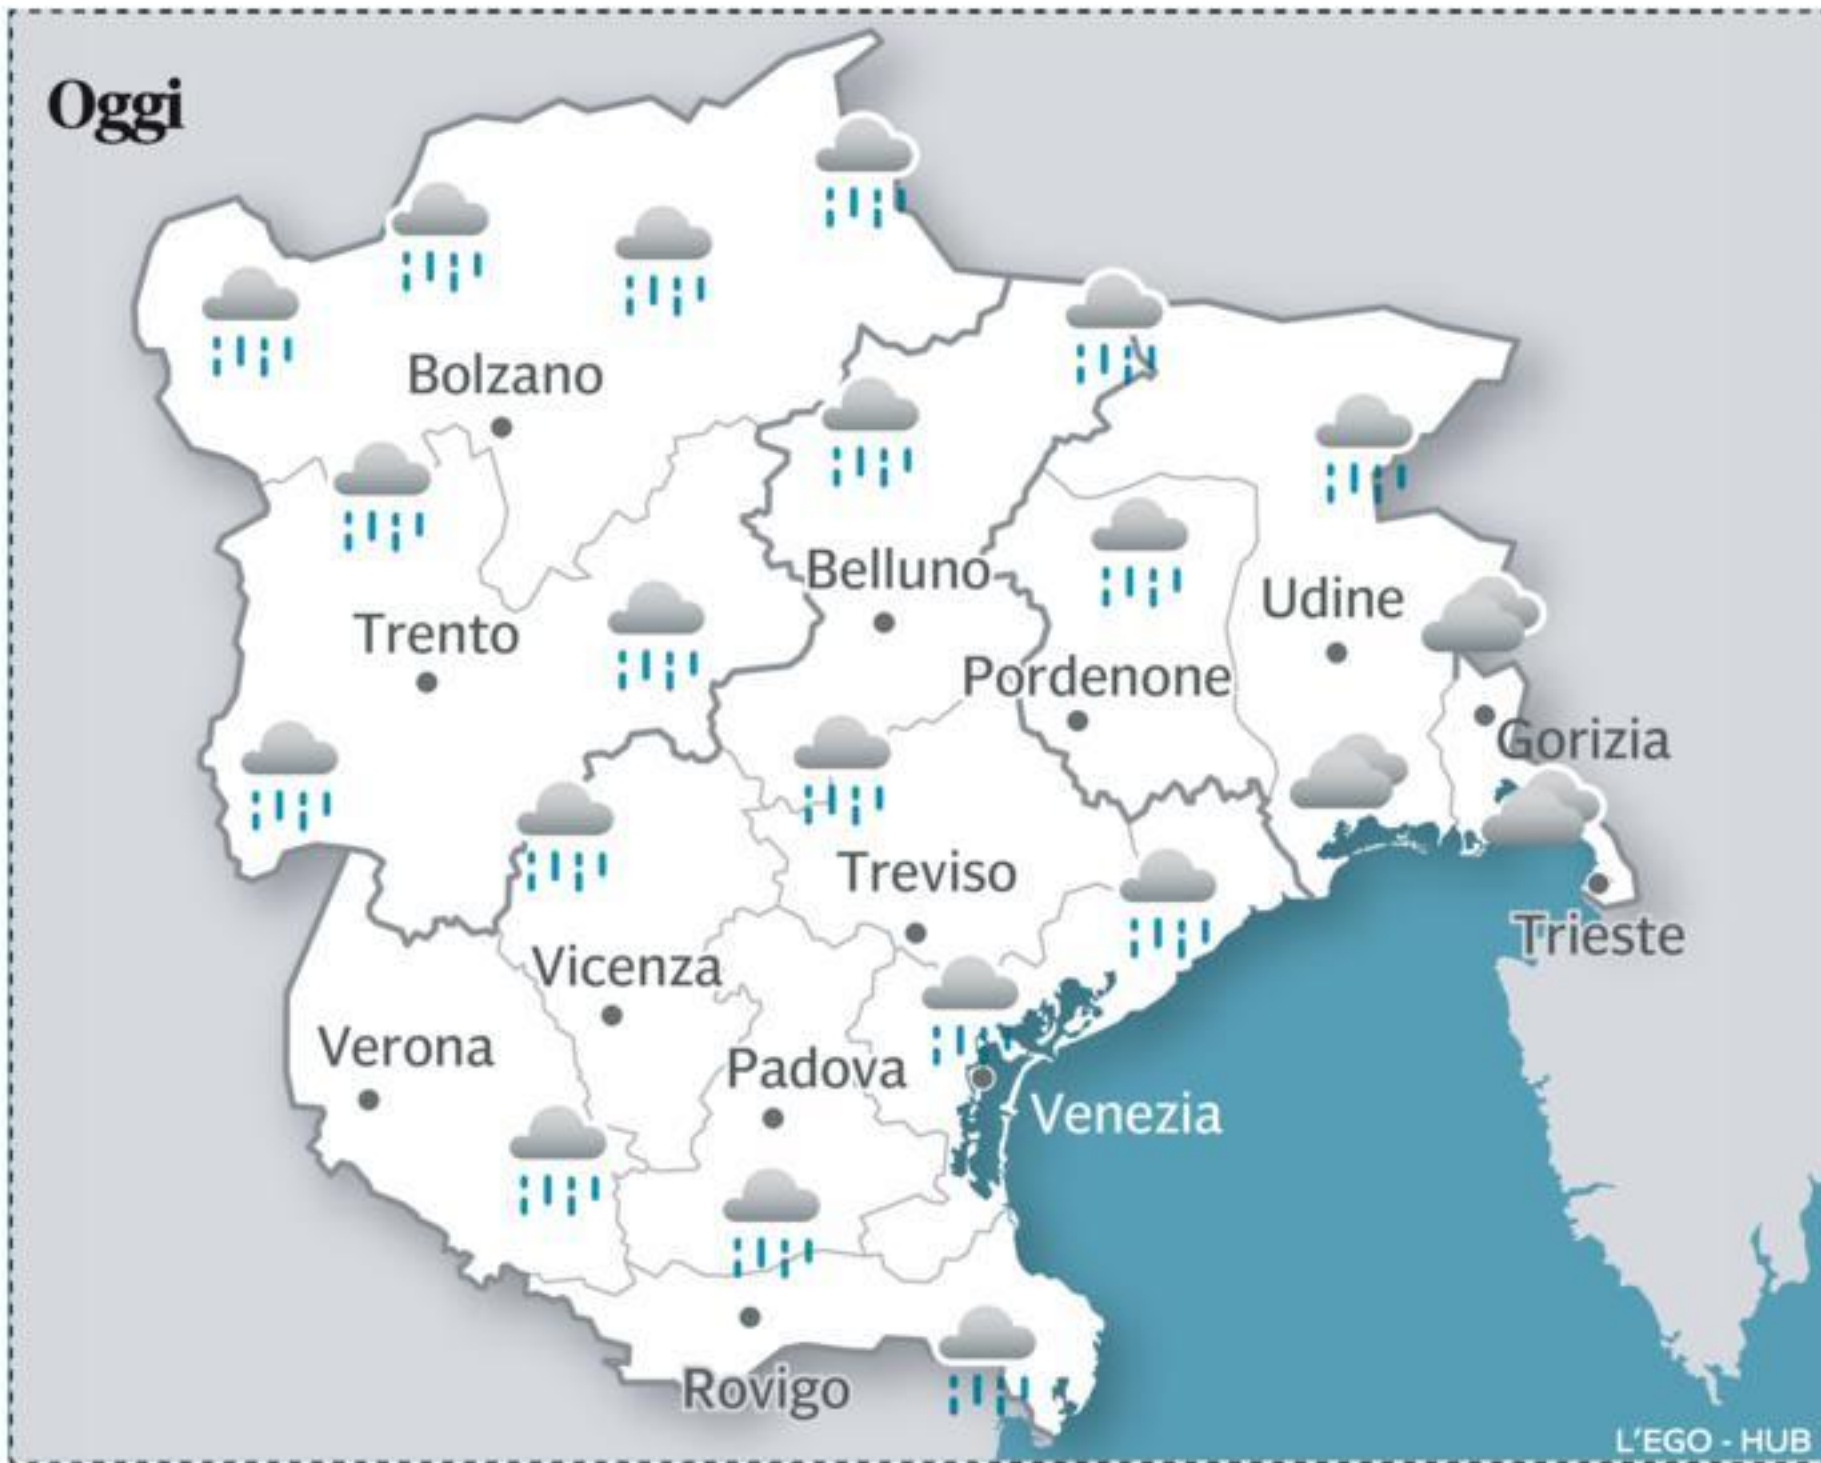 Oggi
Bolzano
Belluno
Udine
Trento
Pordenone
Gorizia
Treviso
Trieste
Vicenza
Verona
Padova
Venezia
Rovigo
L'EGO - HUB